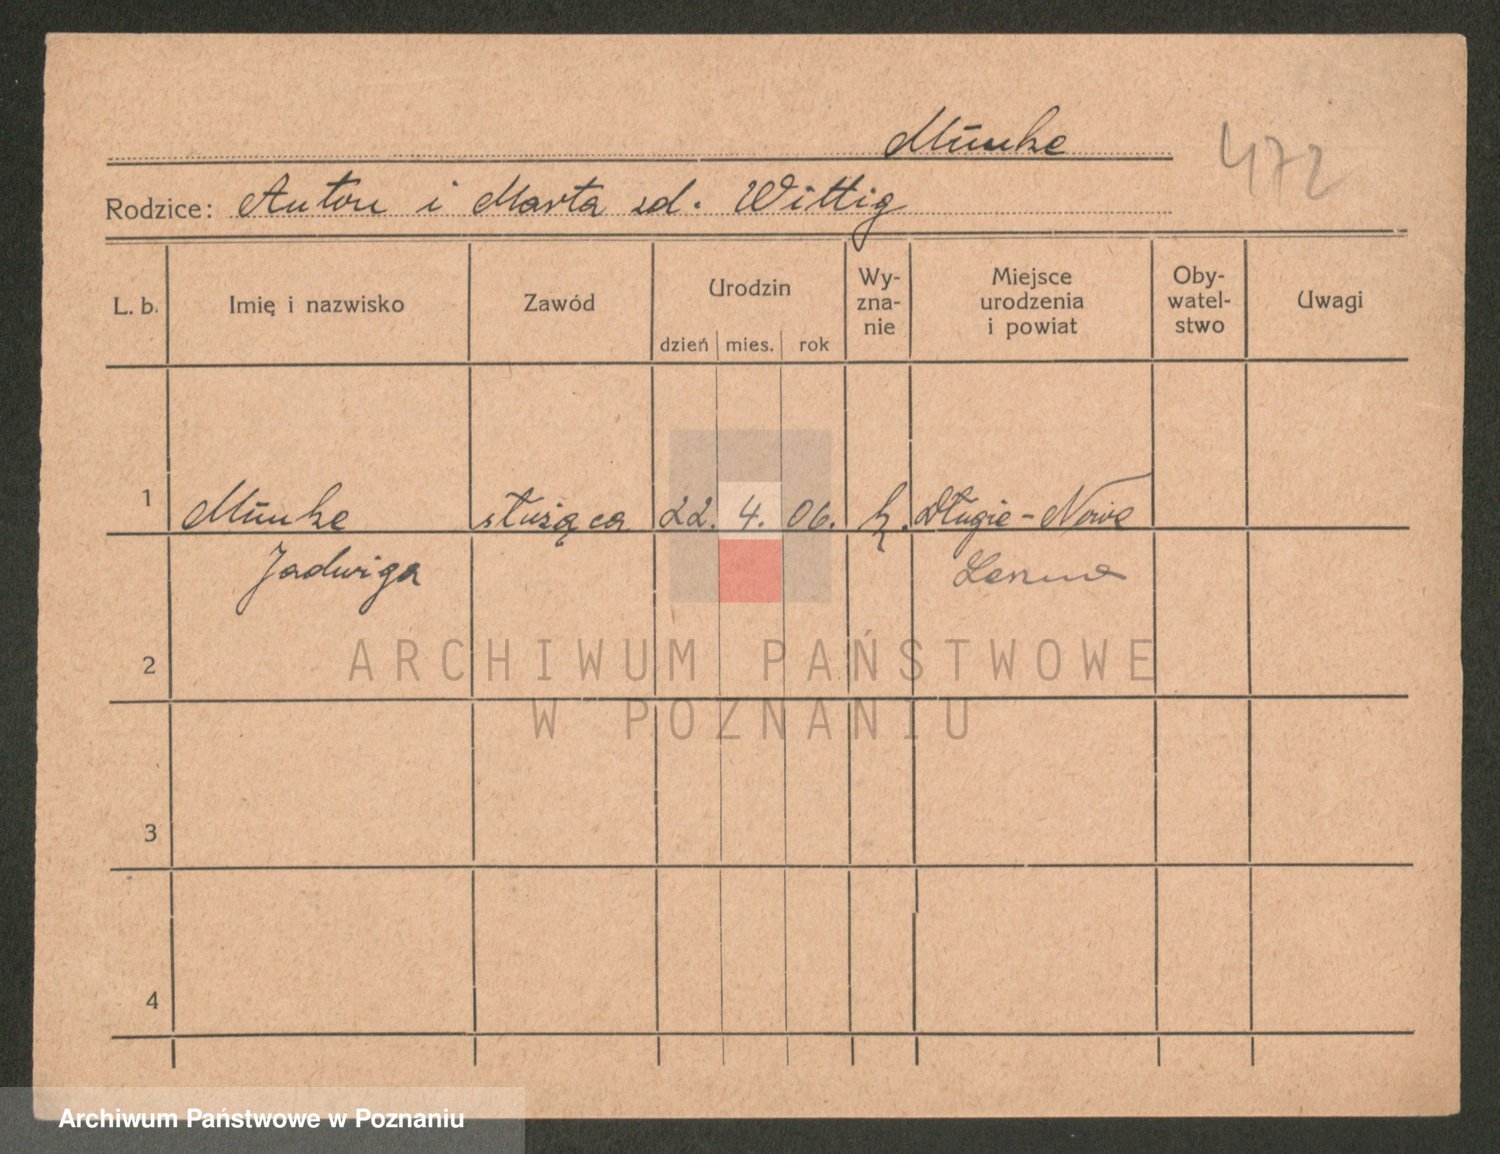 Münke
472
Rodzice: Anton i Marta zd. Wittig
L. b. Imię i nazwisko Zawód Urodzin dzień mies. rok Wy-zna-nie Miejsce urodzenia i powiat Oby-watel-stwo Uwagi
1 Münke służąca 22. 4. 06. k. Długie-Nowe
Jadwiga Leszno
2
3
4
ARCHIWUM PAŃSTWOWE
W POZNANIU
Archiwum Państwowe w Poznaniu